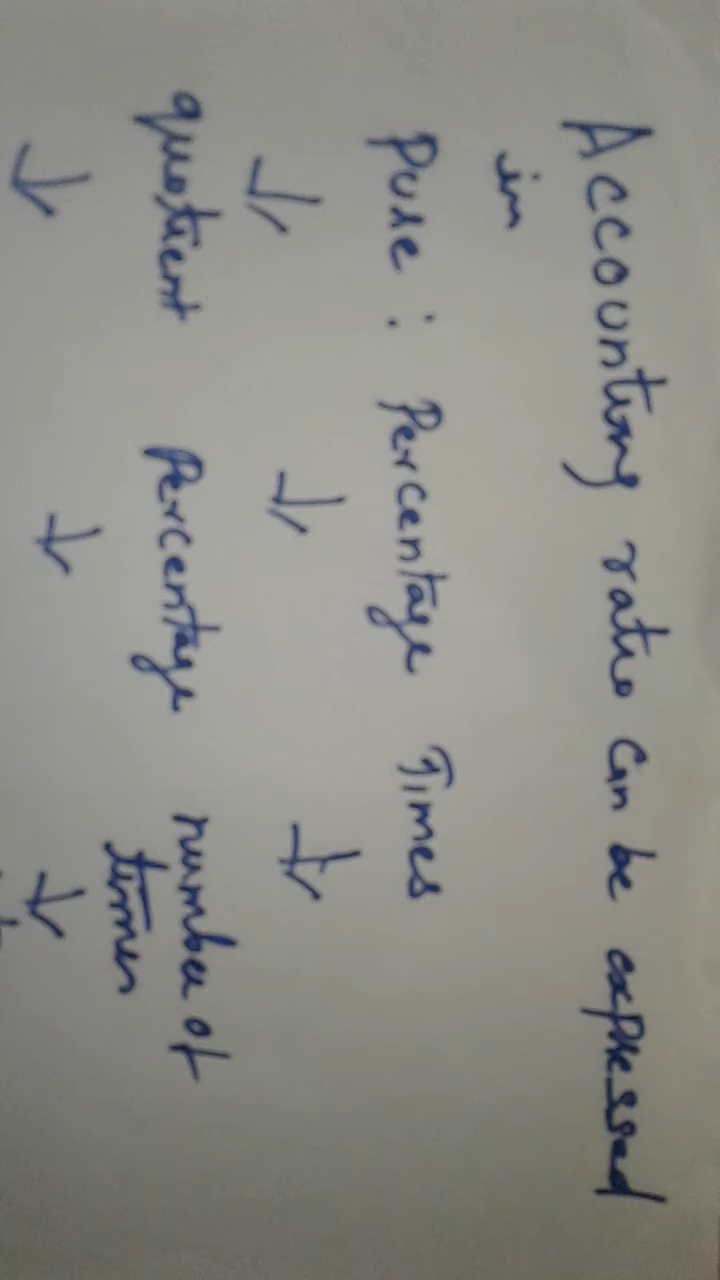 Accounting ratio can be expressed
in
Pure : Percentage Times
↓ ↓ ↓
quotient Percentage number of
times
↓ ↓ ↓